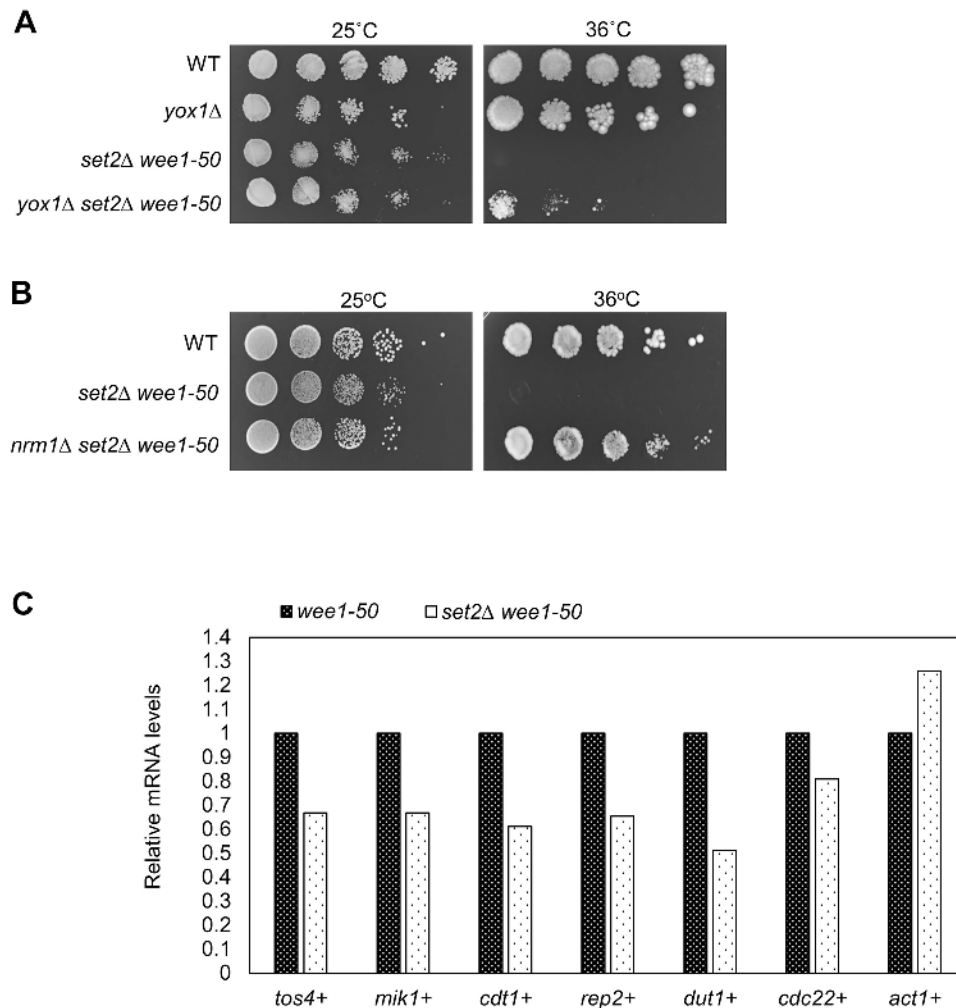 A
25˚C 36˚C
WT
yox1Δ
set2Δ wee1-50
yox1Δ set2Δ wee1-50
B
25ºC 36ºC
WT
set2Δ wee1-50
nrm1Δ set2Δ wee1-50
C
wee1-50 set2Δ wee1-50
Relative mRNA levels
1.4
1.3
1.2
1.1
1
0.9
0.8
0.7
0.6
0.5
0.4
0.3
0.2
0.1
0
tos4+ mik1+ cdt1+ rep2+ dut1+ cdc22+ act1+